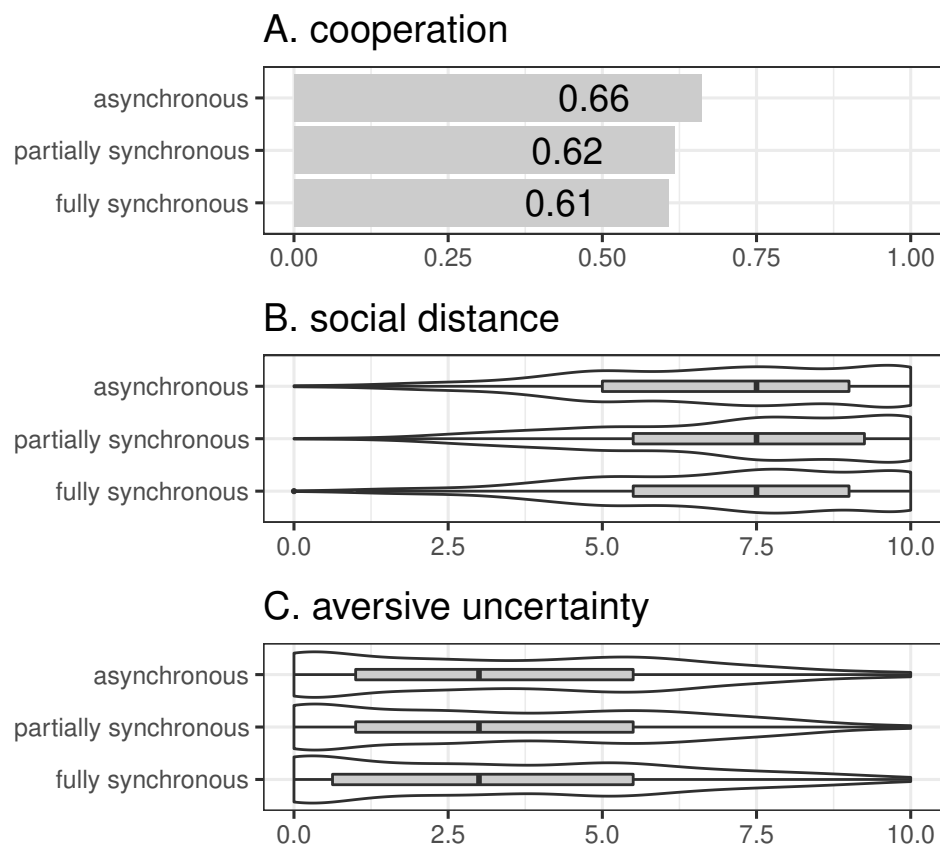 A. cooperation
asynchronous
0.66
partially synchronous
0.62
fully synchronous
0.61
0.00 0.25 0.50 0.75 1.00
B. social distance
asynchronous
partially synchronous
fully synchronous
0.0 2.5 5.0 7.5 10.0
C. aversive uncertainty
asynchronous
partially synchronous
fully synchronous
0.0 2.5 5.0 7.5 10.0